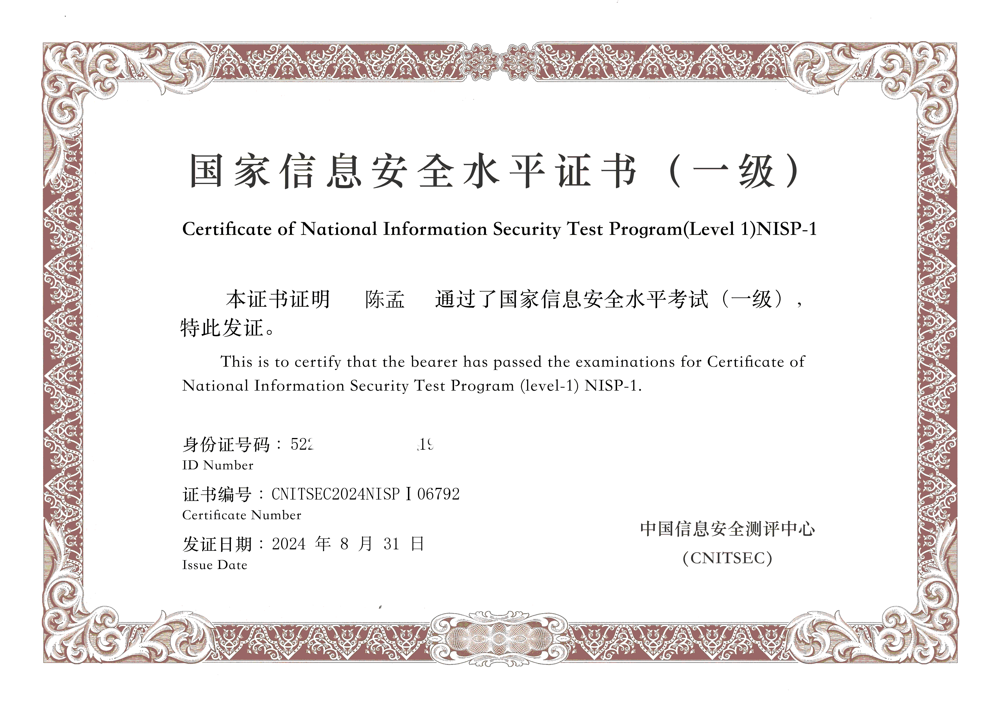 国家信息安全水平证书（一级）
Certificate of National Information Security Test Program(Level 1)NISP-1
本证书证明 陈孟 通过了国家信息安全水平考试（一级），
特此发证。
This is to certify that the bearer has passed the examinations for Certificate of
National Information Security Test Program (level-1) NISP-1.
身份证号码：522 19
ID Number
证书编号：CNITSEC2024NISPⅠ06792
Certificate Number
发证日期：2024 年 8 月 31 日
Issue Date
中国信息安全测评中心
(CNITSEC)